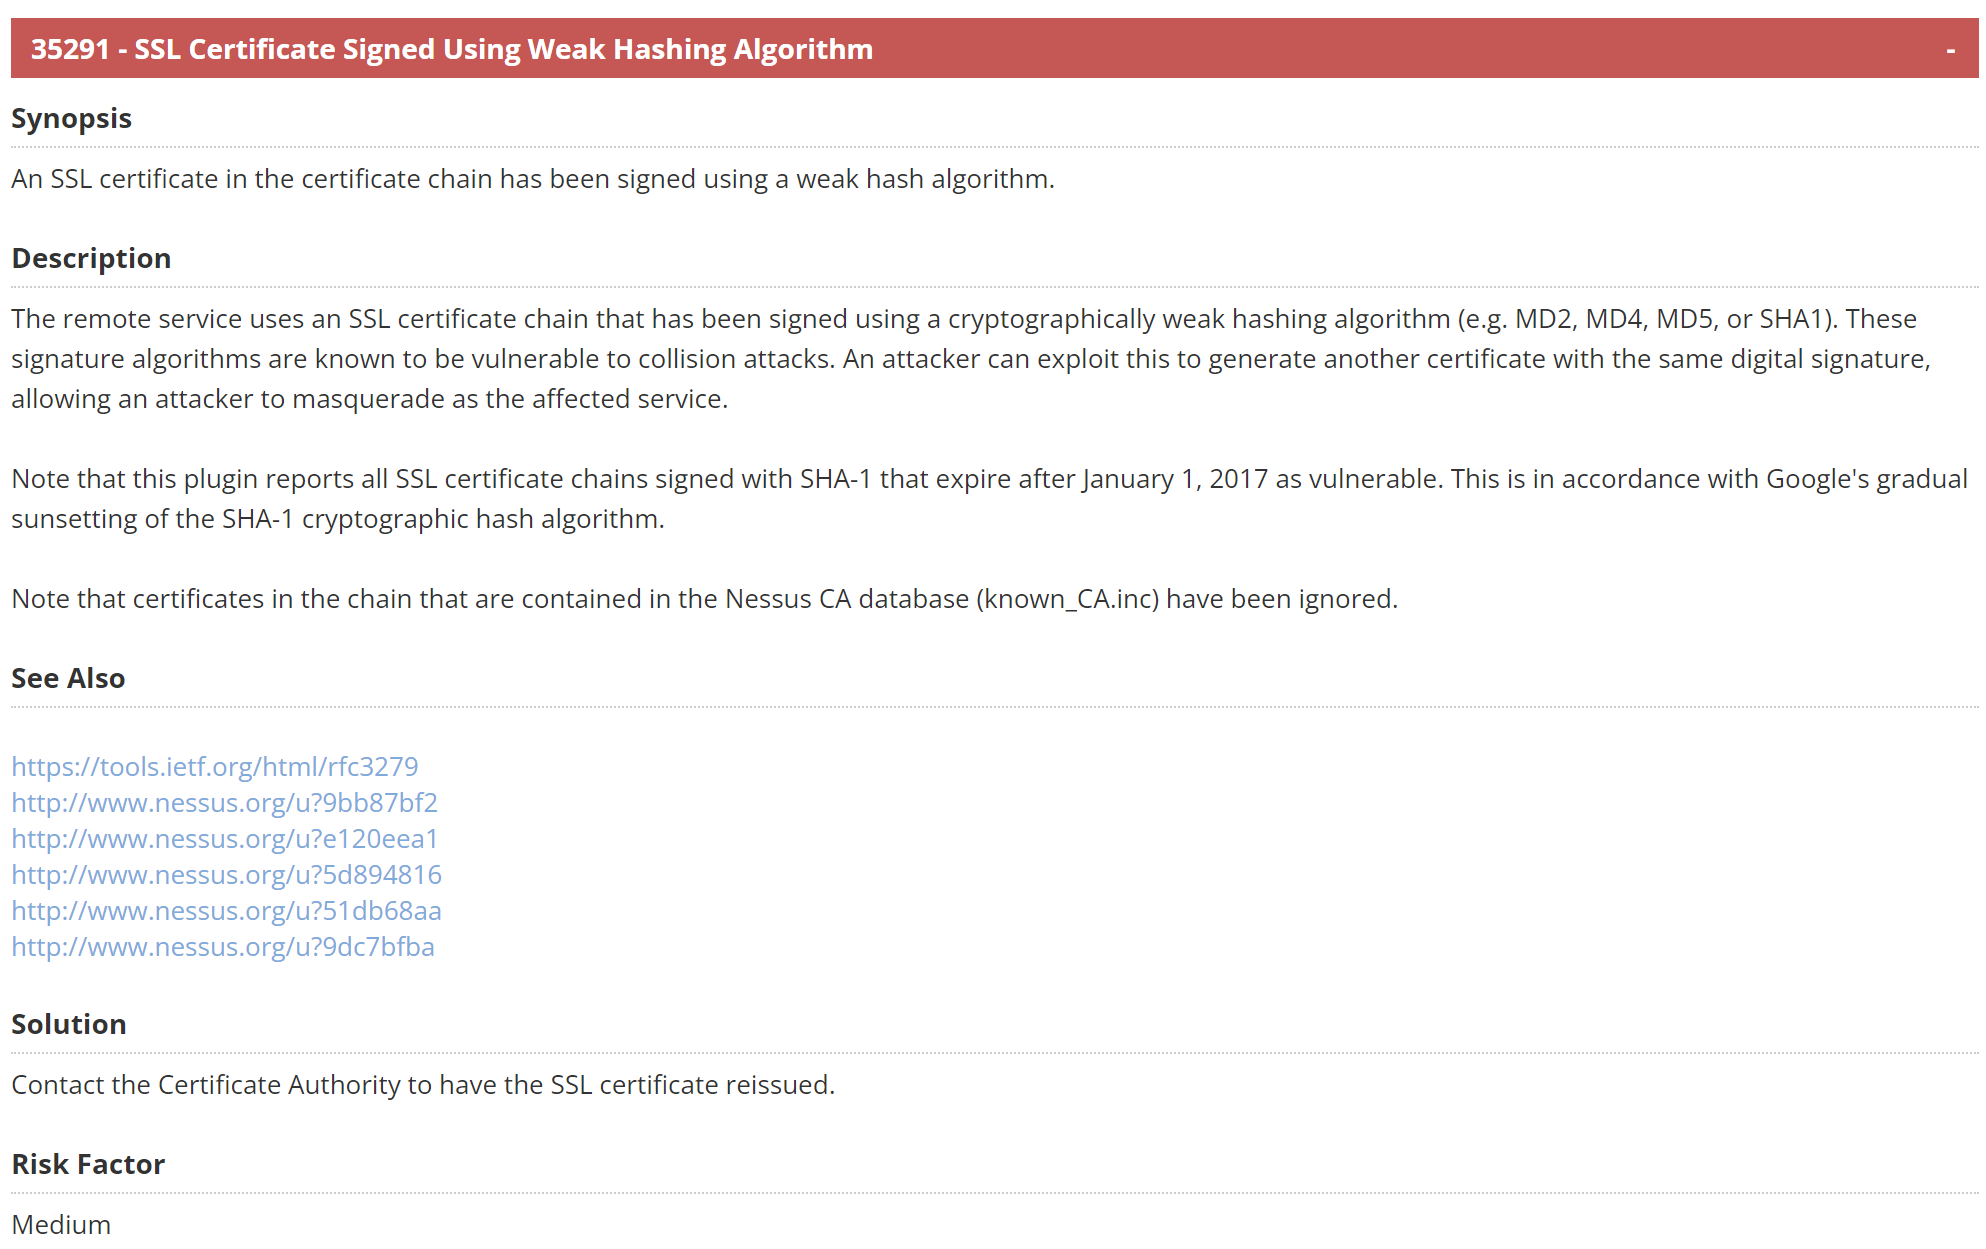 35291 - SSL Certificate Signed Using Weak Hashing Algorithm -
Synopsis
An SSL certificate in the certificate chain has been signed using a weak hash algorithm.
Description
The remote service uses an SSL certificate chain that has been signed using a cryptographically weak hashing algorithm (e.g. MD2, MD4, MD5, or SHA1). These
signature algorithms are known to be vulnerable to collision attacks. An attacker can exploit this to generate another certificate with the same digital signature,
allowing an attacker to masquerade as the affected service.
Note that this plugin reports all SSL certificate chains signed with SHA-1 that expire after January 1, 2017 as vulnerable. This is in accordance with Google's gradual
sunsetting of the SHA-1 cryptographic hash algorithm.
Note that certificates in the chain that are contained in the Nessus CA database (known_CA.inc) have been ignored.
See Also
https://tools.ietf.org/html/rfc3279
http://www.nessus.org/u?9bb87bf2
http://www.nessus.org/u?e120eea1
http://www.nessus.org/u?5d894816
http://www.nessus.org/u?51db68aa
http://www.nessus.org/u?9dc7bfba
Solution
Contact the Certificate Authority to have the SSL certificate reissued.
Risk Factor
Medium